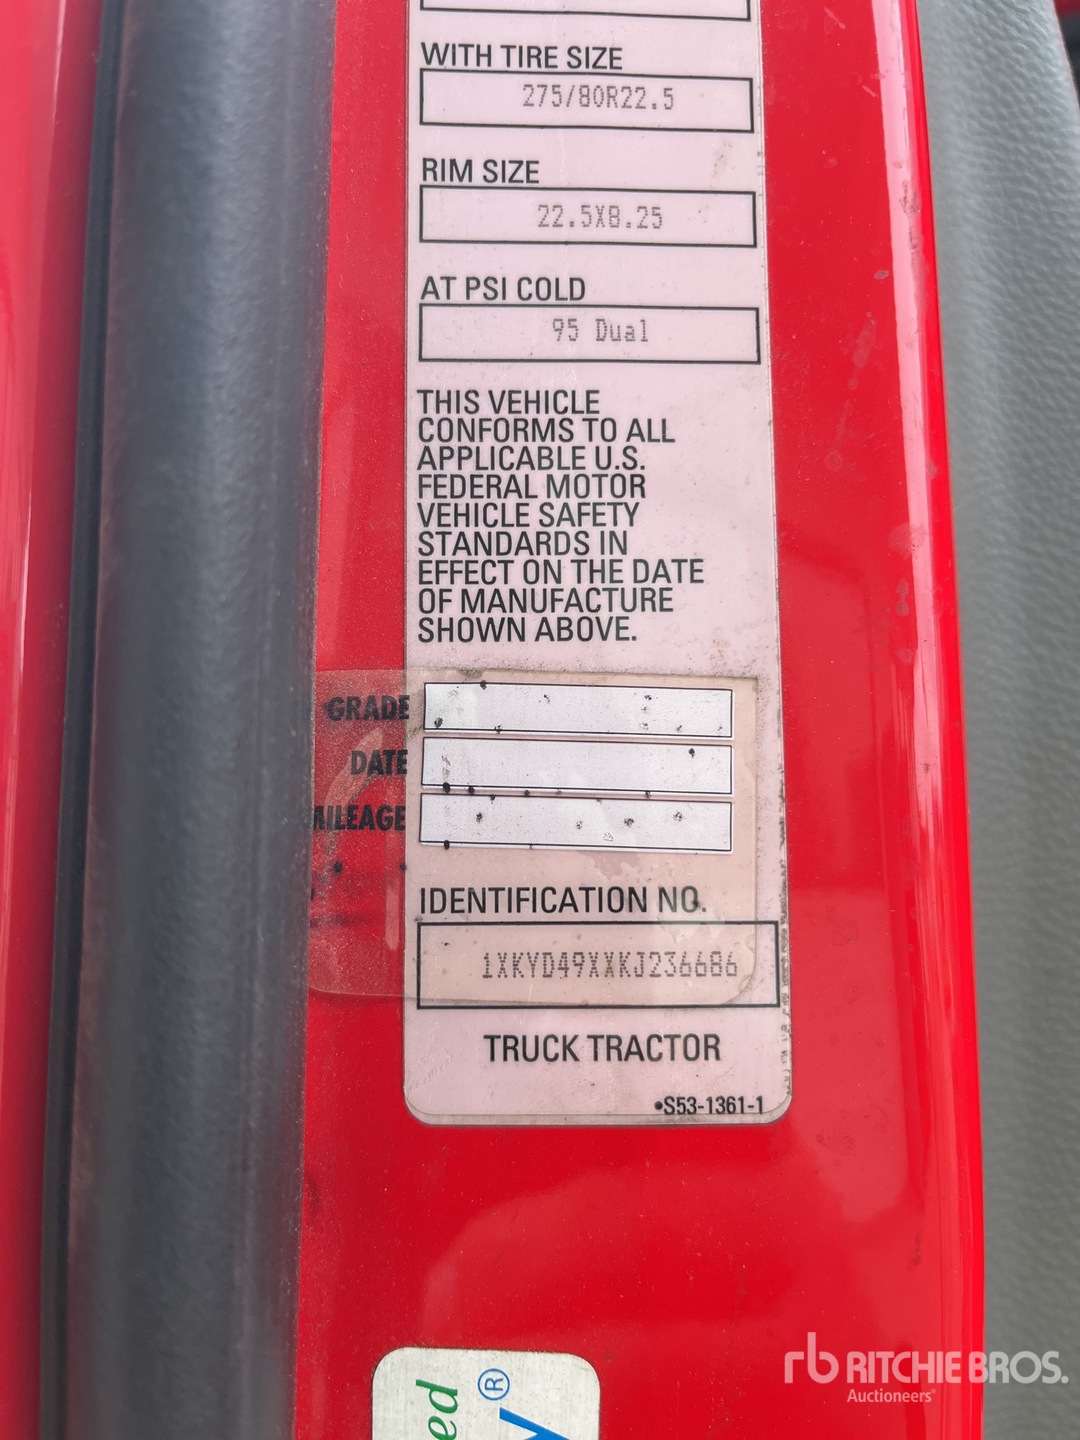 WITH TIRE SIZE
275/80R22.5
RIM SIZE
22.5X8.25
AT PSI COLD
95 Dual
THIS VEHICLE
CONFORMS TO ALL
APPLICABLE U.S.
FEDERAL MOTOR
VEHICLE SAFETY
STANDARDS IN
EFFECT ON THE DATE
OF MANUFACTURE
SHOWN ABOVE.
GRADE
DATE
MILEAGE
IDENTIFICATION NO.
1XKYD49XXKJ236686
TRUCK TRACTOR
•S53-1361-1
rb RITCHIE BROS.
Auctioneers